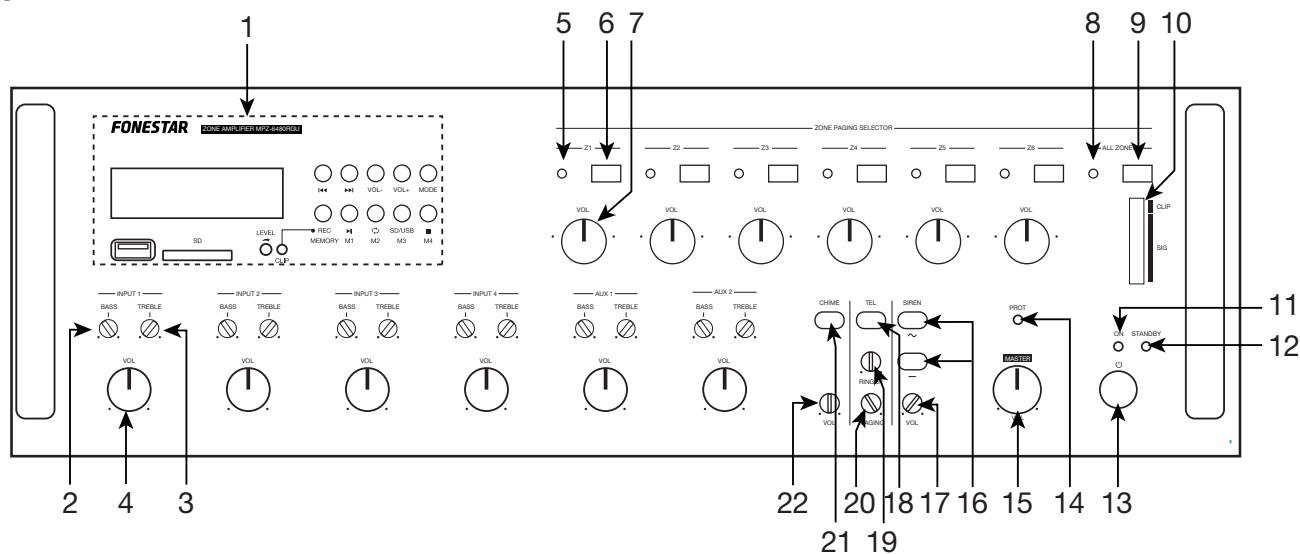 1 5 6 7 8 9 10
FONESTAR ZONE AMPLIFIER MPZ-6480RGU
ZONE PAGING SELECTOR
Z1 Z2 Z3 Z4 Z5 Z6 ALL ZONE
VOL- VOL+ MODE
CLIP
VOL VOL VOL VOL VOL VOL
SIG
SD LEVEL REC SD/USB
CLIP MEMORY M1 M2 M3 M4
INPUT 1 INPUT 2 INPUT 3 INPUT 4 AUX 1 AUX 2
BASS TREBLE BASS TREBLE BASS TREBLE BASS TREBLE BASS TREBLE BASS TREBLE
CHIME TEL SIREN PROT
11
ON STANDBY
12
VOL VOL VOL VOL VOL VOL
MASTER
VOL VOL
2 4 3 22 20 18 17 16 15 14 13
21 19